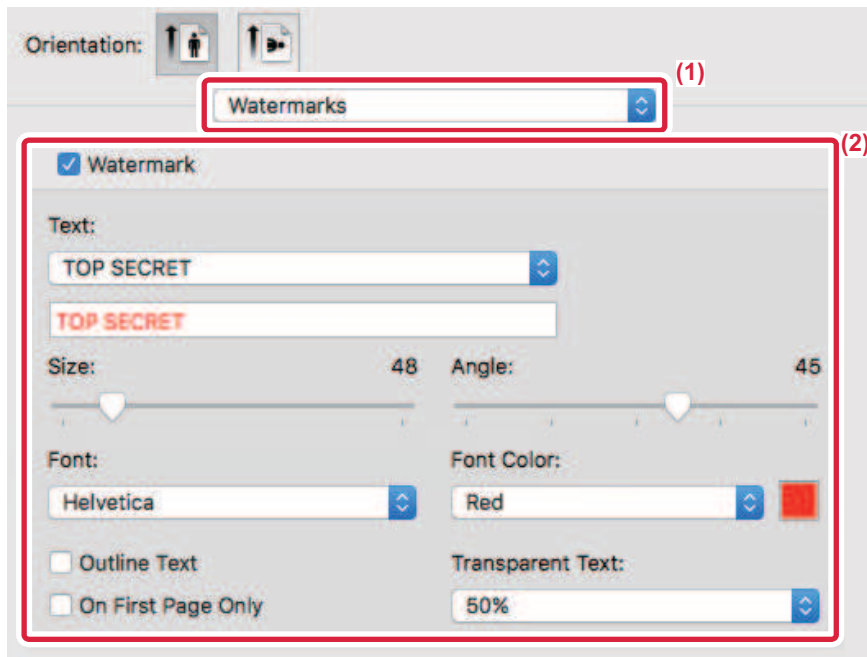 Orientation:
(1)
Watermarks
(2)
Watermark
Text:
TOP SECRET
TOP SECRET
Size: 48 Angle: 45
Font: Font Color:
Helvetica Red
Outline Text Transparent Text:
On First Page Only 50%